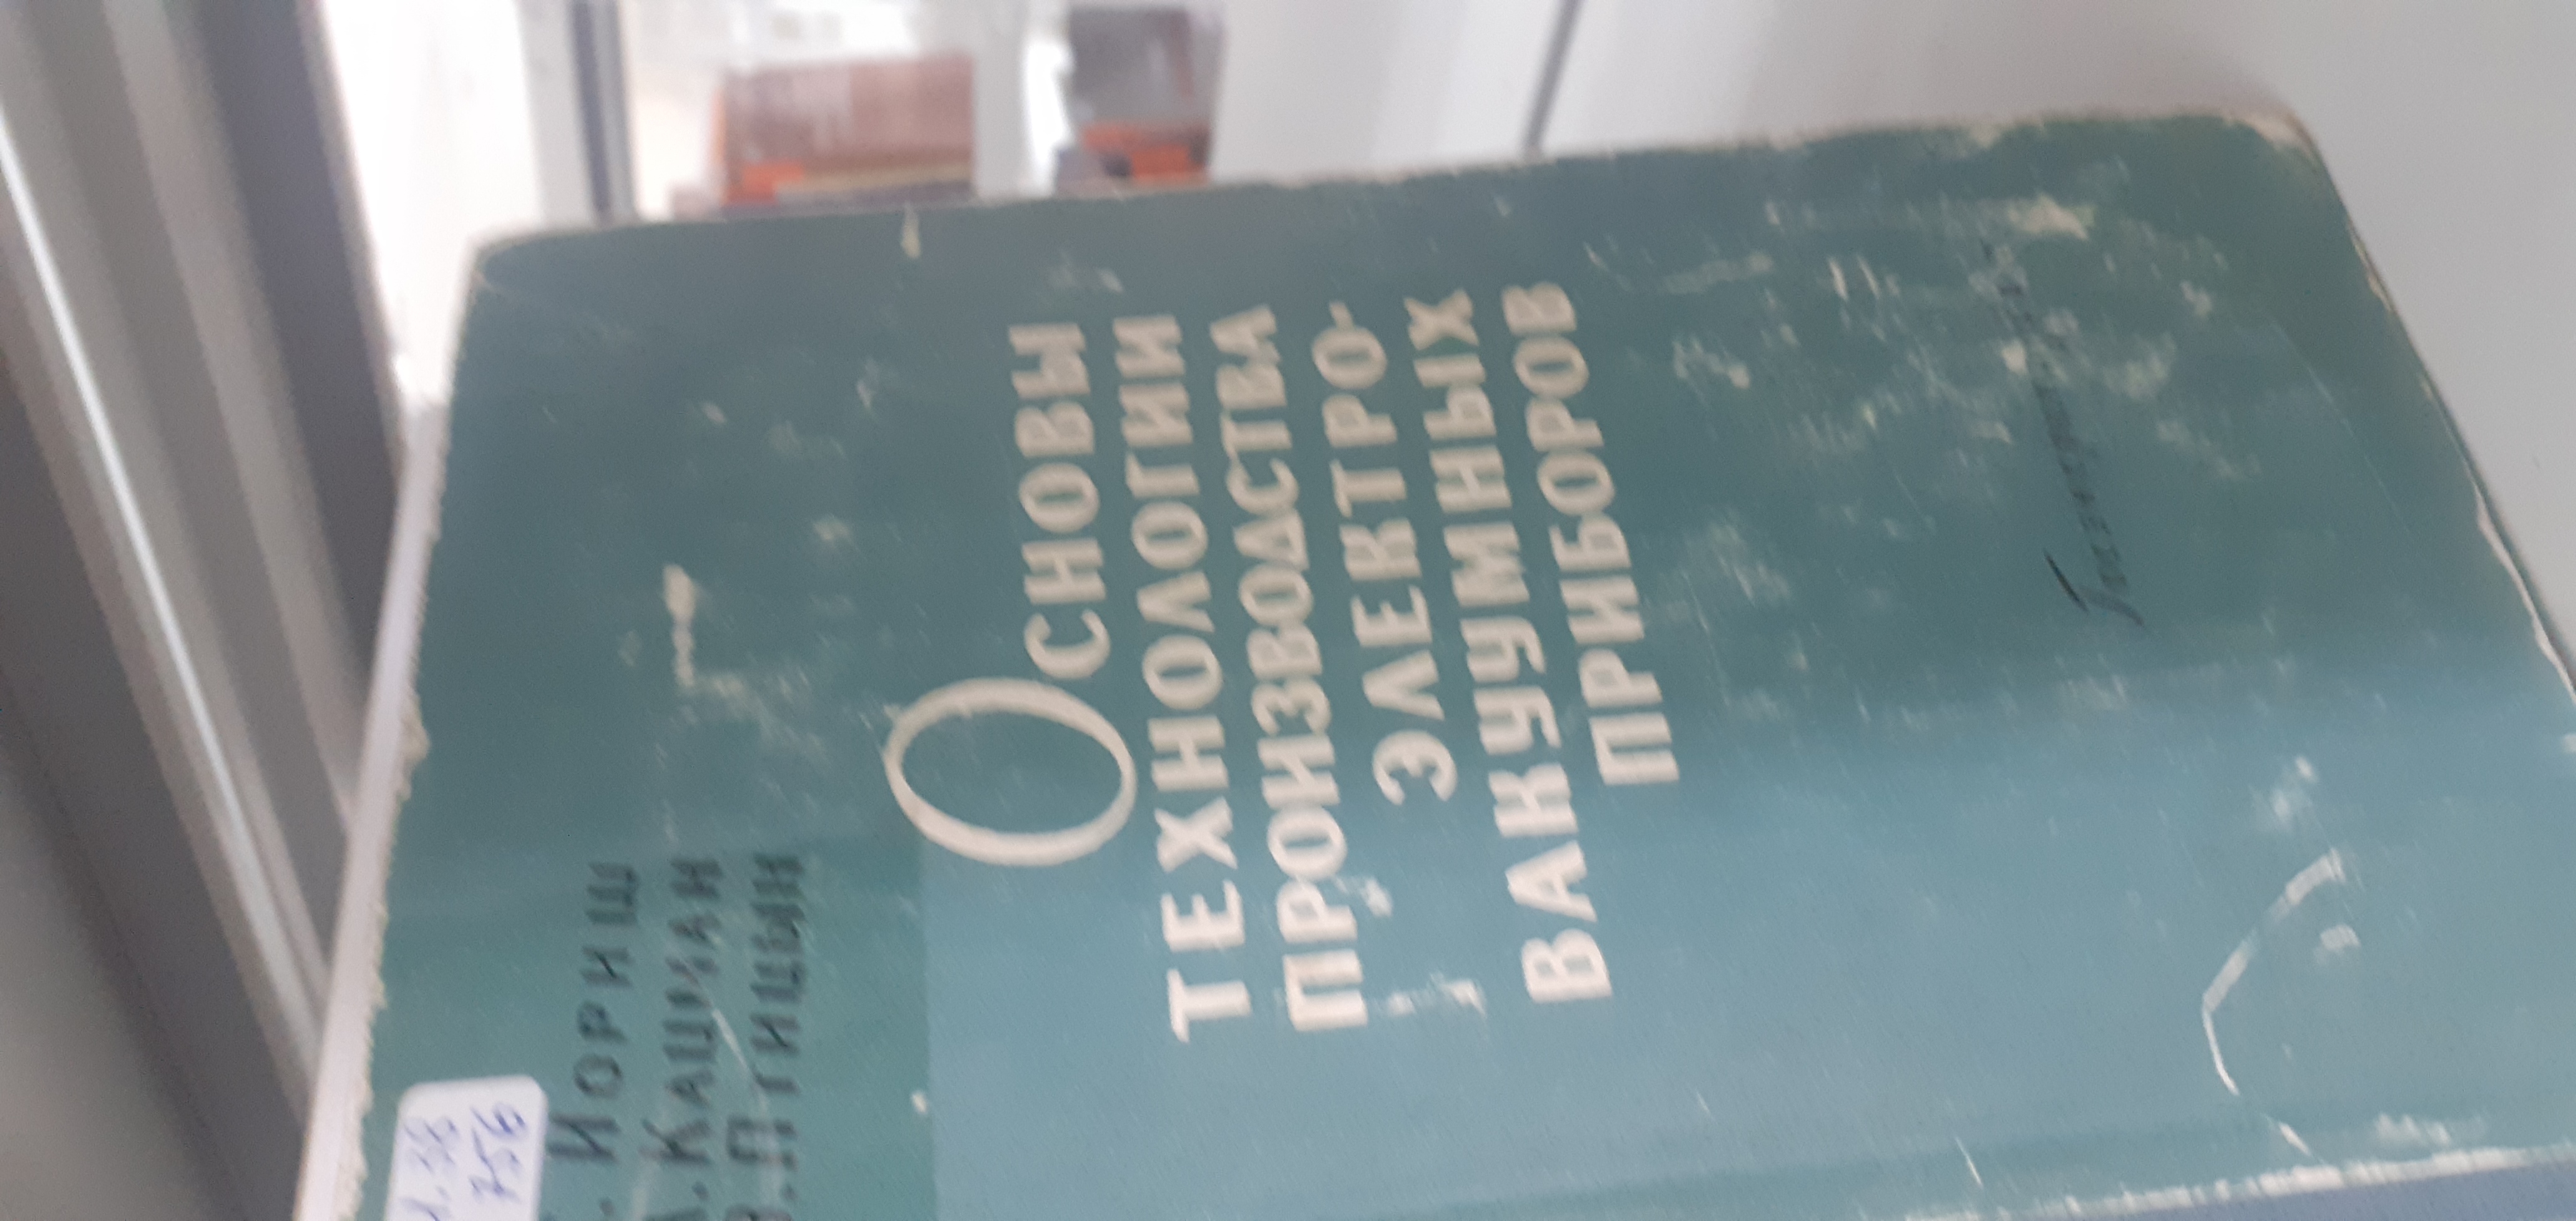 Иориш
Кацман
Птицын
Основы
технологии
производства
электро-
вакуумных
приборов